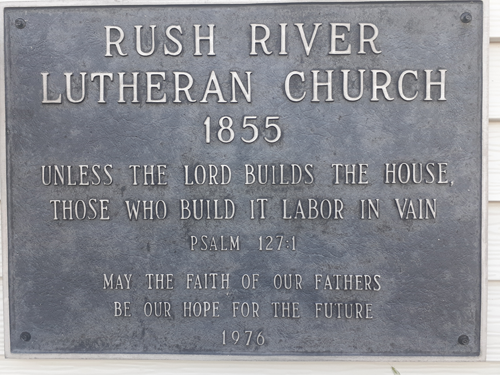 RUSH RIVER
LUTHERAN CHURCH
1855
UNLESS THE LORD BUILDS THE HOUSE,
THOSE WHO BUILD IT LABOR IN VAIN
PSALM 127:1
MAY THE FAITH OF OUR FATHERS
BE OUR HOPE FOR THE FUTURE
1976